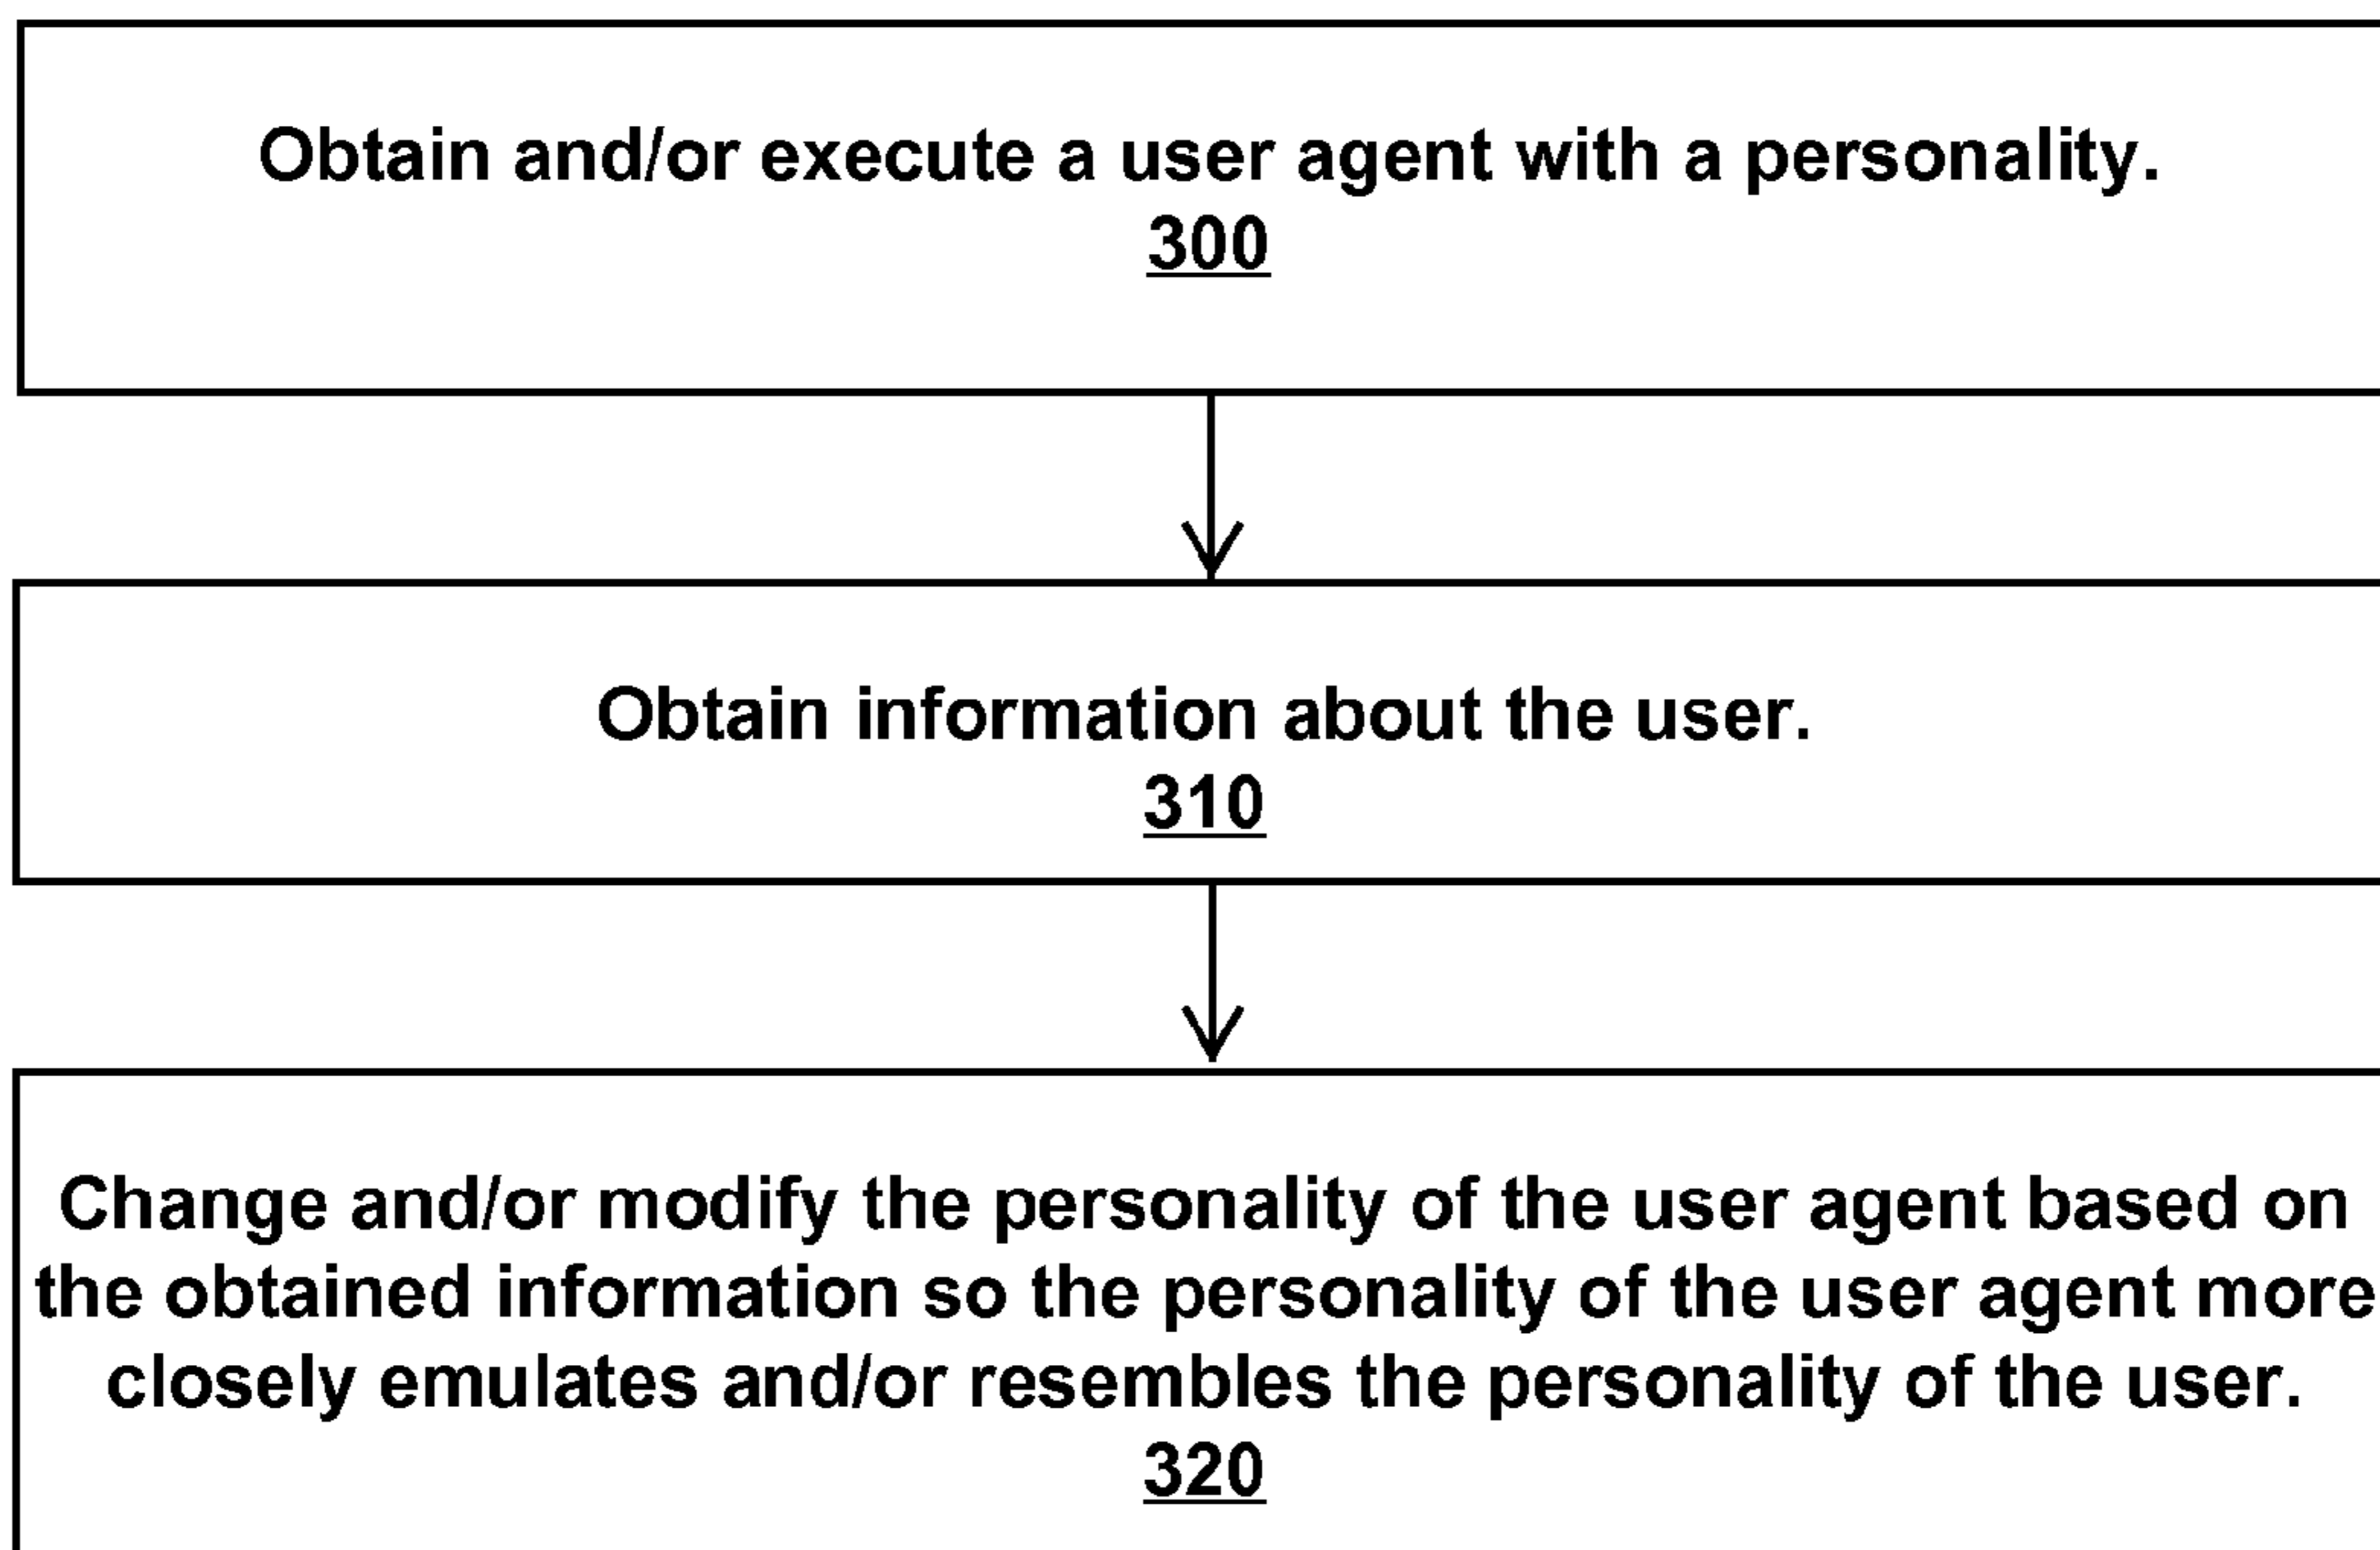 Obtain and/or execute a user agent with a personality.
300
Obtain information about the user.
310
Change and/or modify the personality of the user agent based on
the obtained information so the personality of the user agent more
closely emulates and/or resembles the personality of the user.
320